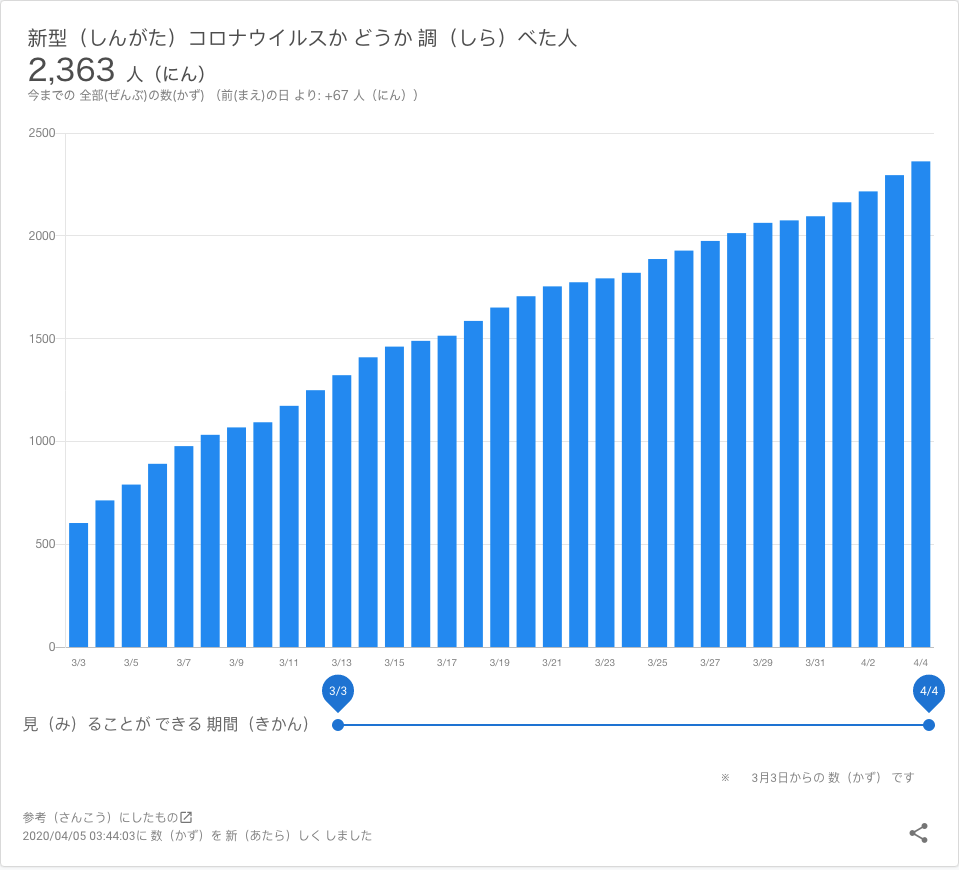 新型（しんがた）コロナウイルスか どうか 調（しら）べた人
2,363 人（にん）
今までの 全部(ぜんぶ)の数(かず) （前(まえ)の日 より: +67 人（にん））
2500
2000
1500
1000
500
0
3/3 3/5 3/7 3/9 3/11 3/13 3/15 3/17 3/19 3/21 3/23 3/25 3/27 3/29 3/31 4/2 4/4
3/3 4/4
見（み）ることが できる 期間（きかん）
※ 3月3日からの 数（かず） です
参考（さんこう）にしたもの
2020/04/05 03:44:03に 数（かず）を 新（あたら）しく しました